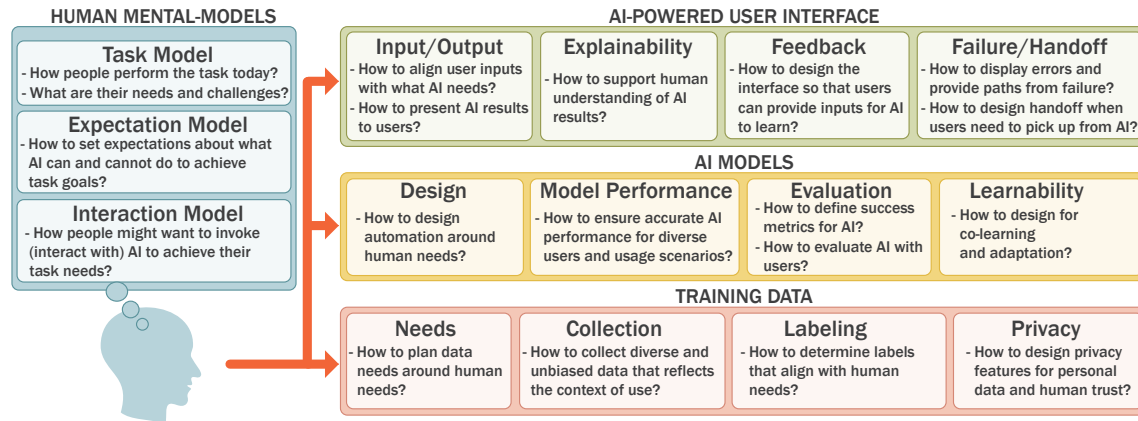 HUMAN MENTAL-MODELS
Task Model
- How people perform the task today?
- What are their needs and challenges?
Expectation Model
- How to set expectations about what
AI can and cannot do to achieve
task goals?
Interaction Model
- How people might want to invoke
(interact with) AI to achieve their
task needs?
AI-POWERED USER INTERFACE
Input/Output
- How to align user inputs
with what AI needs?
- How to present AI results
to users?
Explainability
- How to support human
understanding of AI
results?
Feedback
- How to design the
interface so that users
can provide inputs for AI
to learn?
Failure/Handoff
- How to display errors and
provide paths from failure?
- How to design handoff when
users need to pick up from AI?
AI MODELS
Design
- How to design
automation around
human needs?
Model Performance
- How to ensure accurate AI
performance for diverse
users and usage scenarios?
Evaluation
- How to define success
metrics for AI?
- How to evaluate AI with
users?
Learnability
- How to design for
co-learning
and adaptation?
TRAINING DATA
Needs
- How to plan data
needs around human
needs?
Collection
- How to collect diverse and
unbiased data that reflects
the context of use?
Labeling
- How to determine labels
that align with human
needs?
Privacy
- How to design privacy
features for personal
data and human trust?